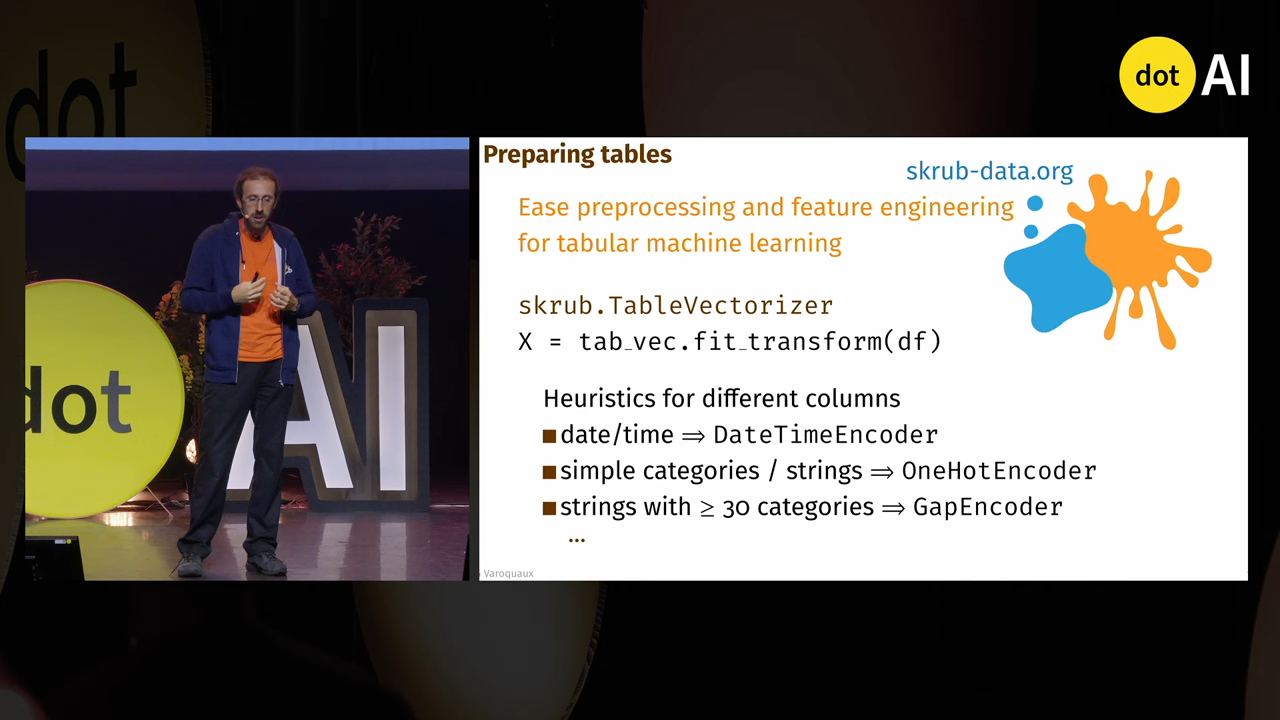 dot
dot AI
Preparing tables
skrub-data.org
Ease preprocessing and feature engineering
for tabular machine learning
skrub.TableVectorizer
X = tab_vec.fit_transform(df)
Heuristics for different columns
■ date/time ⇒ DateTimeEncoder
■ simple categories / strings ⇒ OneHotEncoder
■ strings with ≥ 30 categories ⇒ GapEncoder
...
Varoquaux
dot
AI